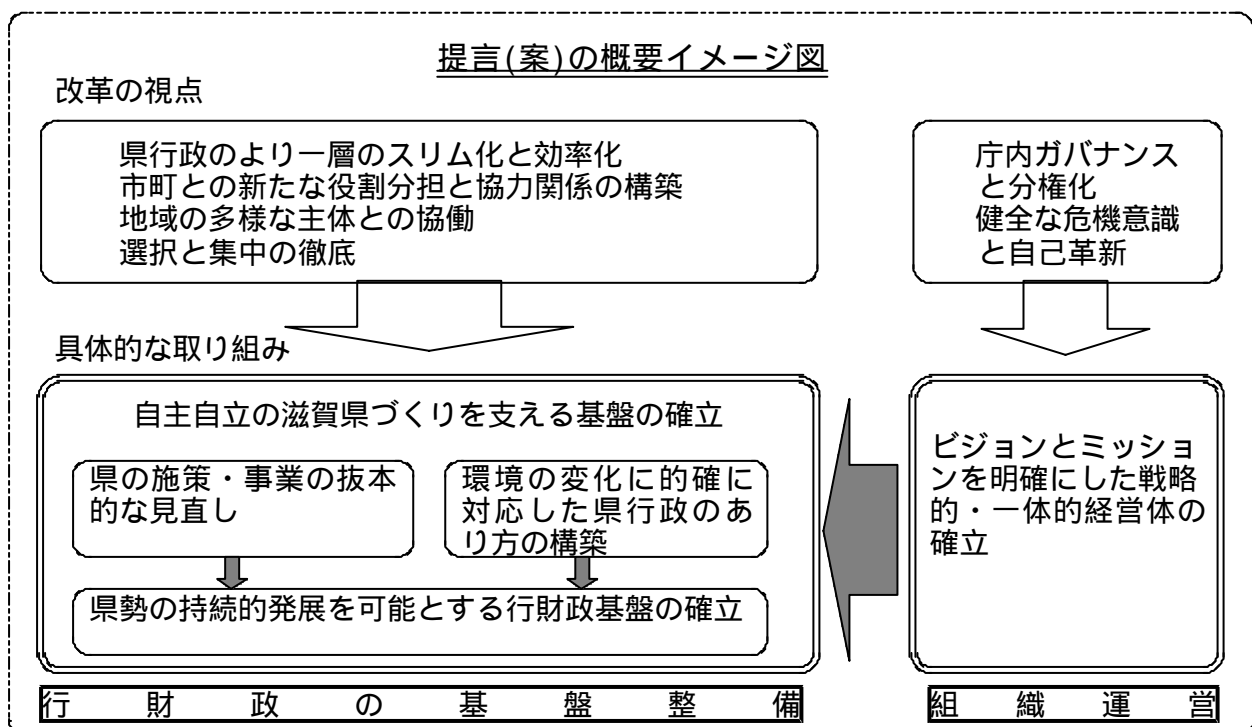 提言(案)の概要イメージ図
改革の視点
県行政のより一層のスリム化と効率化
市町との新たな役割分担と協力関係の構築
地域の多様な主体との協働
選択と集中の徹底
庁内ガバナンス
と分権化
健全な危機意識
と自己革新
具体的な取り組み
自主自立の滋賀県づくりを支える基盤の確立
県の施策・事業の抜本
的な見直し
環境の変化に的確に
対応した県行政のあ
り方の構築
県勢の持続的発展を可能とする行財政基盤の確立
ビジョンとミッショ
ンを明確にした戦略
的・一体的経営体の
確立
行財政の基盤整備
組織運営